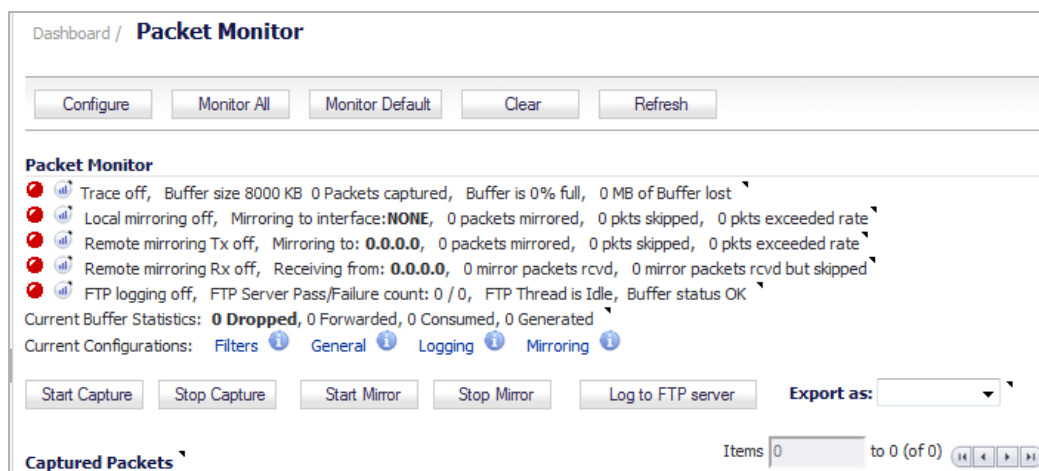 Dashboard / Packet Monitor
Configure Monitor All Monitor Default Clear Refresh
Packet Monitor
Trace off, Buffer size 8000 KB 0 Packets captured, Buffer is 0% full, 0 MB of Buffer lost
Local mirroring off, Mirroring to interface:NONE, 0 packets mirrored, 0 pkts skipped, 0 pkts exceeded rate
Remote mirroring Tx off, Mirroring to: 0.0.0.0, 0 packets mirrored, 0 pkts skipped, 0 pkts exceeded rate
Remote mirroring Rx off, Receiving from: 0.0.0.0, 0 mirror packets rcvd, 0 mirror packets rcvd but skipped
FTP logging off, FTP Server Pass/Failure count: 0 / 0, FTP Thread is Idle, Buffer status OK
Current Buffer Statistics: 0 Dropped, 0 Forwarded, 0 Consumed, 0 Generated
Current Configurations: Filters General Logging Mirroring
Start Capture Stop Capture Start Mirror Stop Mirror Log to FTP server Export as:
Captured Packets Items 0 to 0 (of 0)